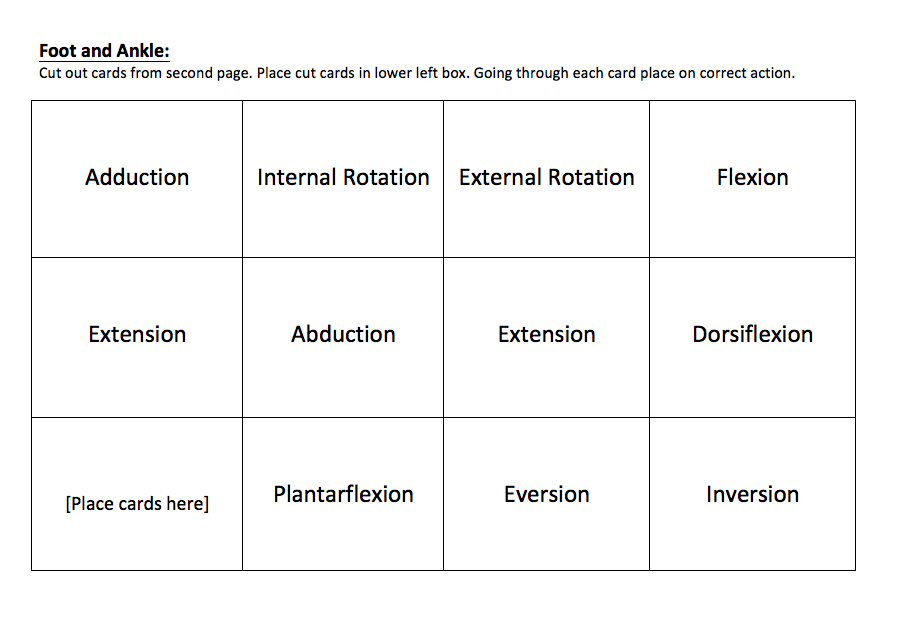 Foot and Ankle:
Cut out cards from second page. Place cut cards in lower left box. Going through each card place on correct action.
Adduction
Internal Rotation
External Rotation
Flexion
Extension
Abduction
Extension
Dorsiflexion
[Place cards here]
Plantarflexion
Eversion
Inversion